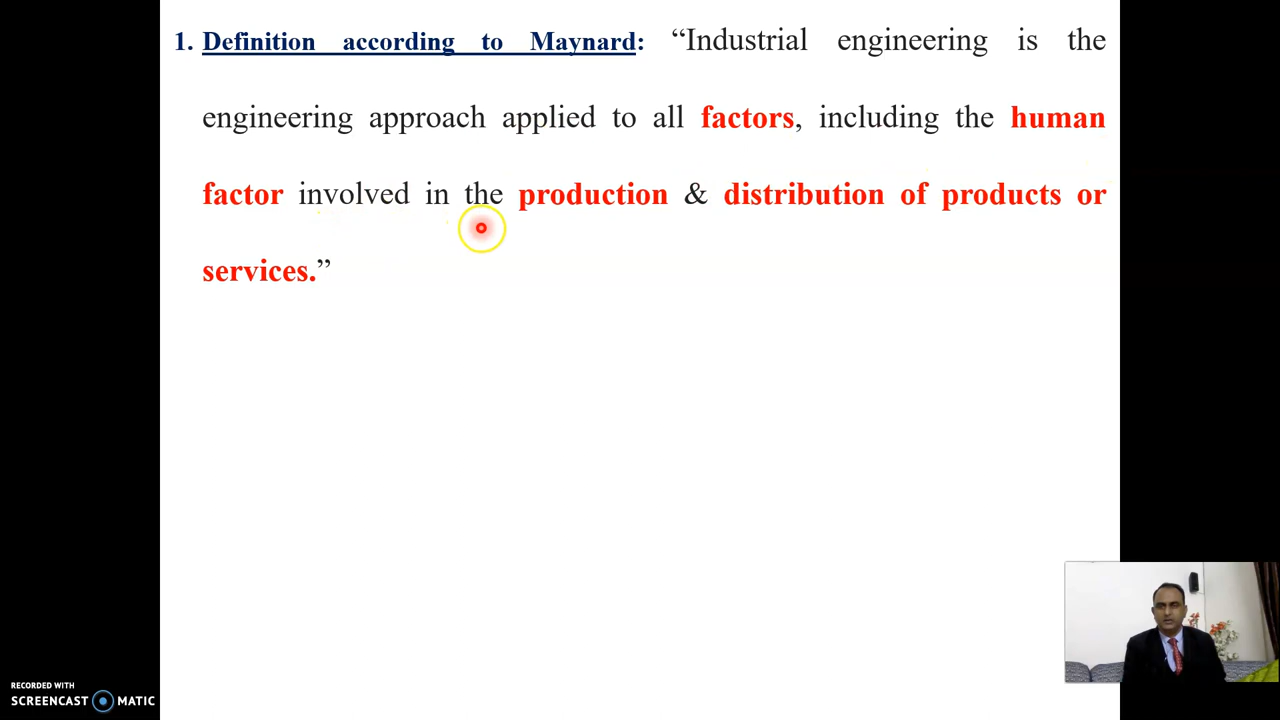 1. Definition according to Maynard: “Industrial engineering is the
engineering approach applied to all factors, including the human
factor involved in the production & distribution of products or
services.”
RECORDED WITH
SCREENCAST MATIC